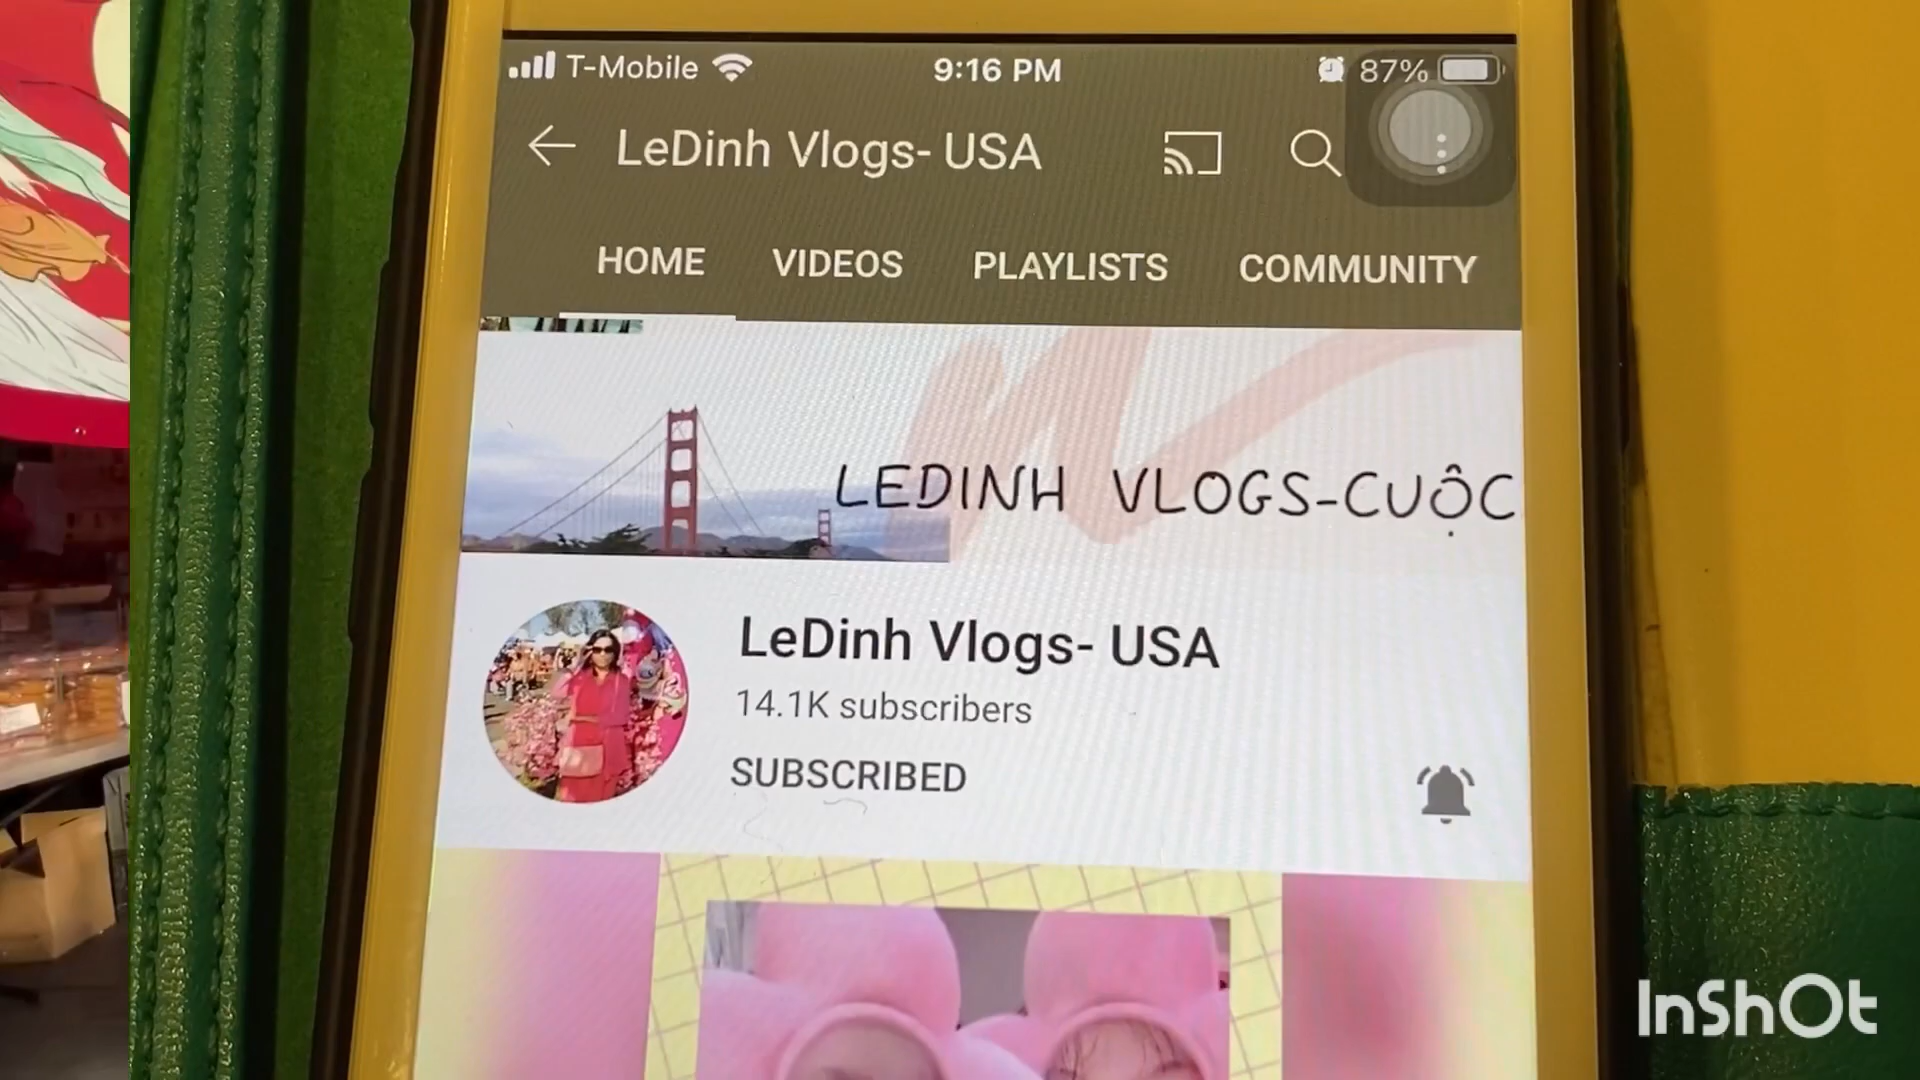 T-Mobile 9:16 PM 87%
LeDinh Vlogs- USA
HOME VIDEOS PLAYLISTS COMMUNITY
LEDINH VLOGS-CUỘC
LeDinh Vlogs- USA
14.1K subscribers
SUBSCRIBED
InShOt